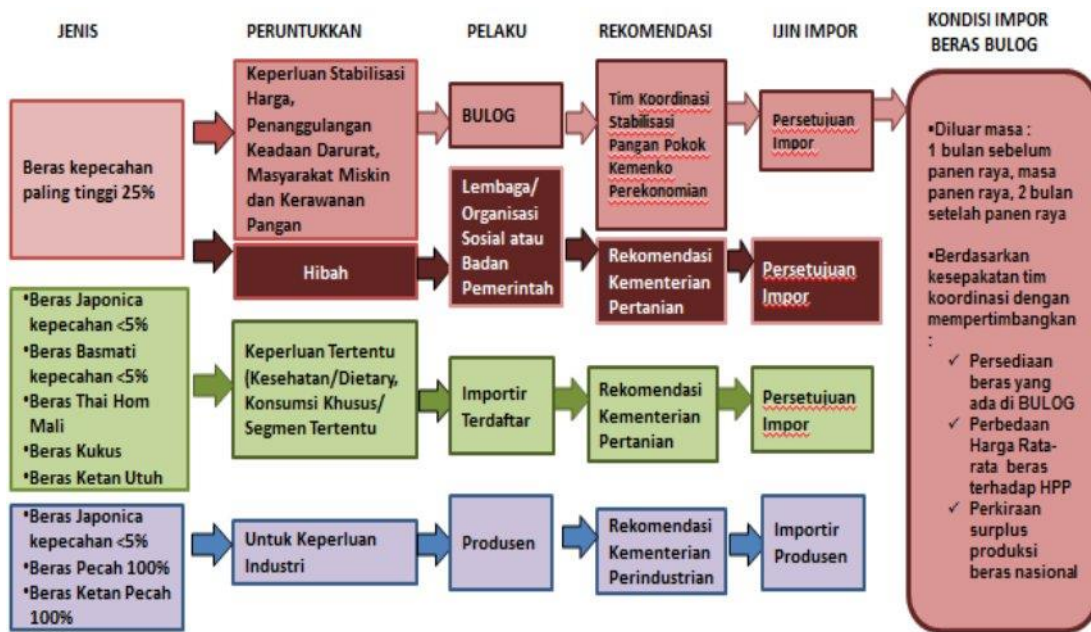 JENIS
PERUNTUKKAN
PELAKU
REKOMENDASI
IJIN IMPOR
KONDISI IMPOR
BERAS BULOG
Beras kepecahan
paling tinggi 25%
Keperluan Stabilisasi
Harga,
Penanggulangan
Keadaan Darurat,
Masyarakat Miskin
dan Kerawanan
Pangan
BULOG
Tim Koordinasi
Stabilisasi
Pangan Pokok
Kemenko
Perekonomian
Persetujuan
Impor
Hibah
Lembaga/
Organisasi
Sosial atau
Badan
Pemerintah
Rekomendasi
Kementerian
Pertanian
Persetujuan
Impor
•Beras Japonica
kepecahan <5%
•Beras Basmati
kepecahan <5%
•Beras Thai Hom
Mali
•Beras Kukus
•Beras Ketan Utuh
Keperluan Tertentu
(Kesehatan/Dietary,
Konsumsi Khusus/
Segmen Tertentu
Importir
Terdaftar
Rekomendasi
Kementerian
Pertanian
Persetujuan
Impor
•Beras Japonica
kepecahan <5%
•Beras Pecah 100%
•Beras Ketan Pecah
100%
Untuk Keperluan
Industri
Produsen
Rekomendasi
Kementerian
Perindustrian
Importir
Produsen
▪Diluar masa :
1 bulan sebelum
panen raya, masa
panen raya, 2 bulan
setelah panen raya
▪Berdasarkan
kesepakatan tim
koordinasi dengan
mempertimbangkan
:
✓ Persediaan
beras yang
ada di BULOG
✓ Perbedaan
Harga Rata-
rata beras
terhadap HPP
✓ Perkiraan
surplus
produksi
beras nasional